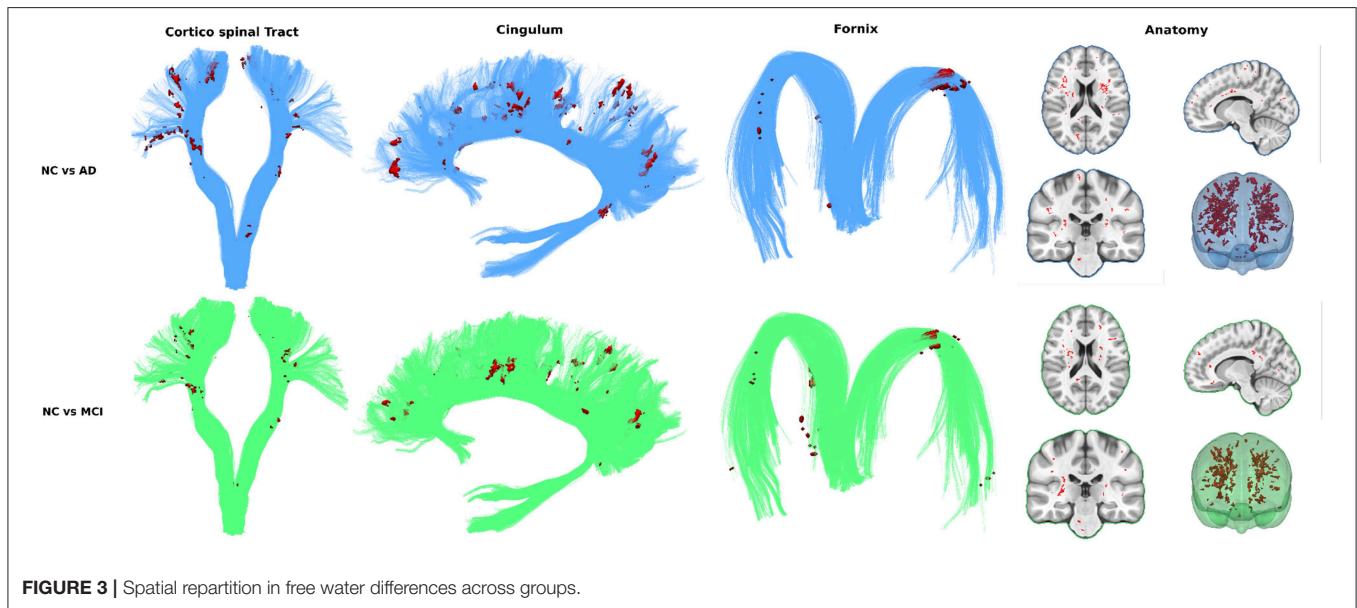 Cortico spinal Tract Cingulum Fornix Anatomy
NC vs AD
NC vs MCI
FIGURE 3 | Spatial repartition in free water differences across groups.